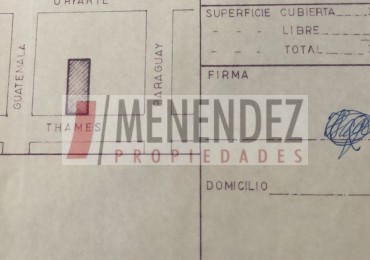 URIARTE
GUATEMALA
PARAGUAY
THAMES
SUPERFICIE CUBIERTA
- - LIBRE
- - TOTAL
FIRMA
DOMICILIO
MENENDEZ
PROPIEDADES